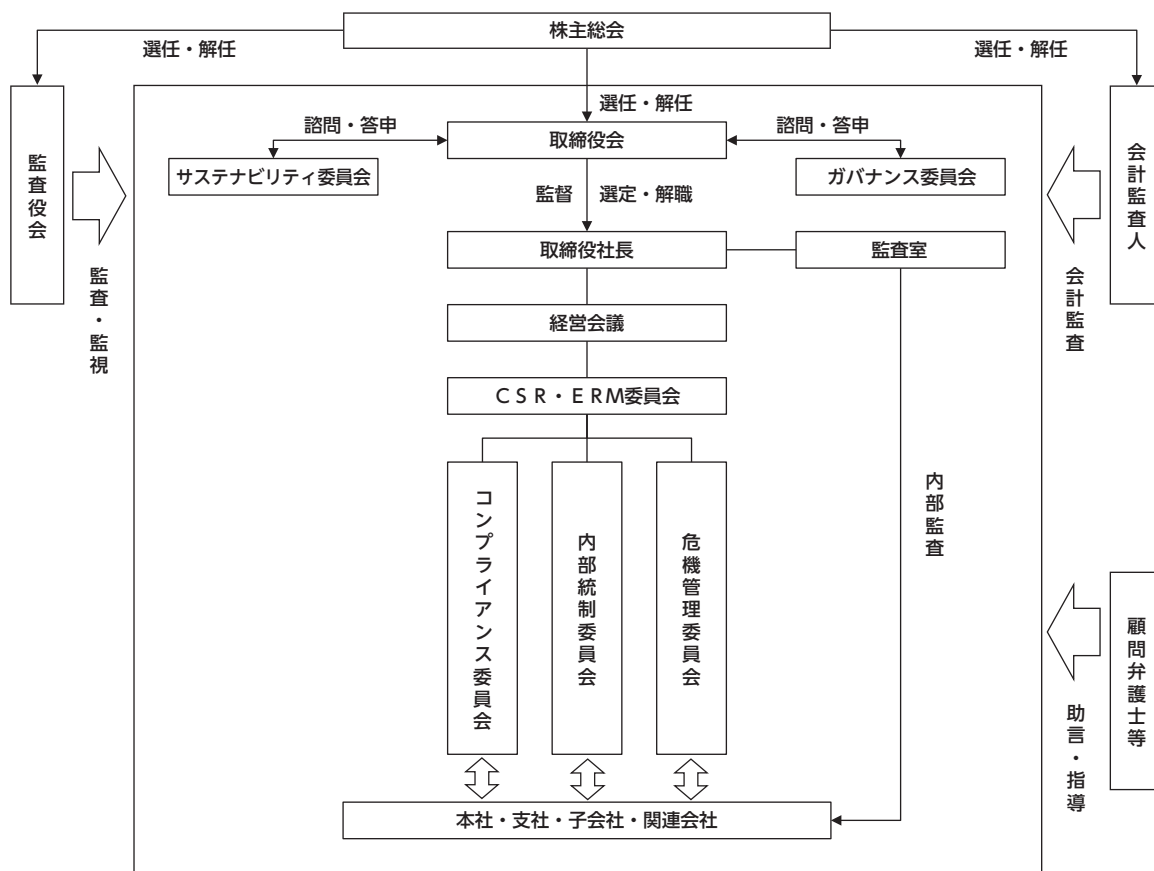 株主総会
選任・解任
選任・解任
選任・解任
監査役会
監査・監視
諮問・答申
取締役会
諮問・答申
サステナビリティ委員会
ガバナンス委員会
監督
選定・解職
取締役社長
監査室
経営会議
ＣＳＲ・ＥＲＭ委員会
コンプライアンス委員会
内部統制委員会
危機管理委員会
内部監査
本社・支社・子会社・関連会社
会計監査人
会計監査
顧問弁護士等
助言・指導